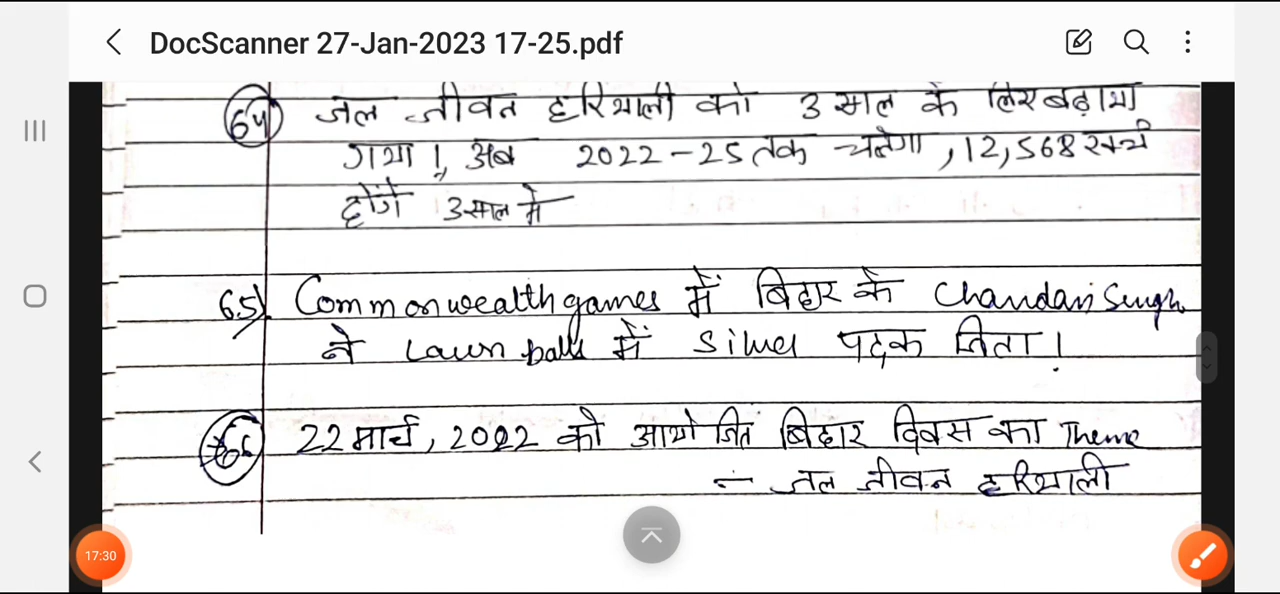 DocScanner 27-Jan-2023 17-25.pdf
64) जल जीवन हरियाली को 3 साल के लिए बढ़ाया
गया!, अब 2022-25 तक चलेगा, 12,568 खर्च
होंगे 3 साल में
65) Commonwealth games में बिहार के Chandan Singh
ने Lawn balls में Silver पदक जिता!
66 22 मार्च, 2022 को आयोजित बिहार दिवस का Theme
:- जल जीवन हरियाली
17:30